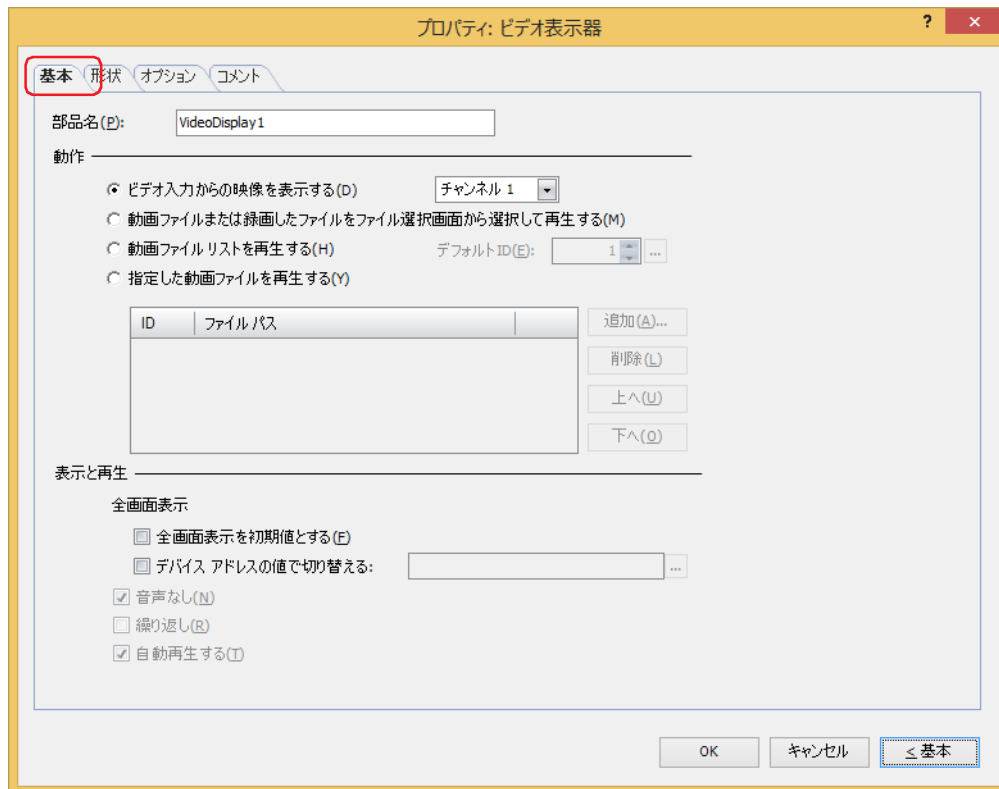 プロパティ: ビデオ表示器
? ×
基本 形状 オプション コメント
部品名(P): VideoDisplay1
動作
ビデオ入力からの映像を表示する(D) チャンネル 1
動画ファイルまたは録画したファイルをファイル選択画面から選択して再生する(M)
動画ファイル リストを再生する(H) デフォルト ID(E): 1 ...
指定した動画ファイルを再生する(Y)
ID ファイル パス
追加(A)...
削除(L)
上へ(U)
下へ(O)
表示と再生
全画面表示
全画面表示を初期値とする(F)
デバイス アドレスの値で切り替える: ...
音声なし(N)
繰り返し(R)
自動再生する(T)
OK キャンセル < 基本